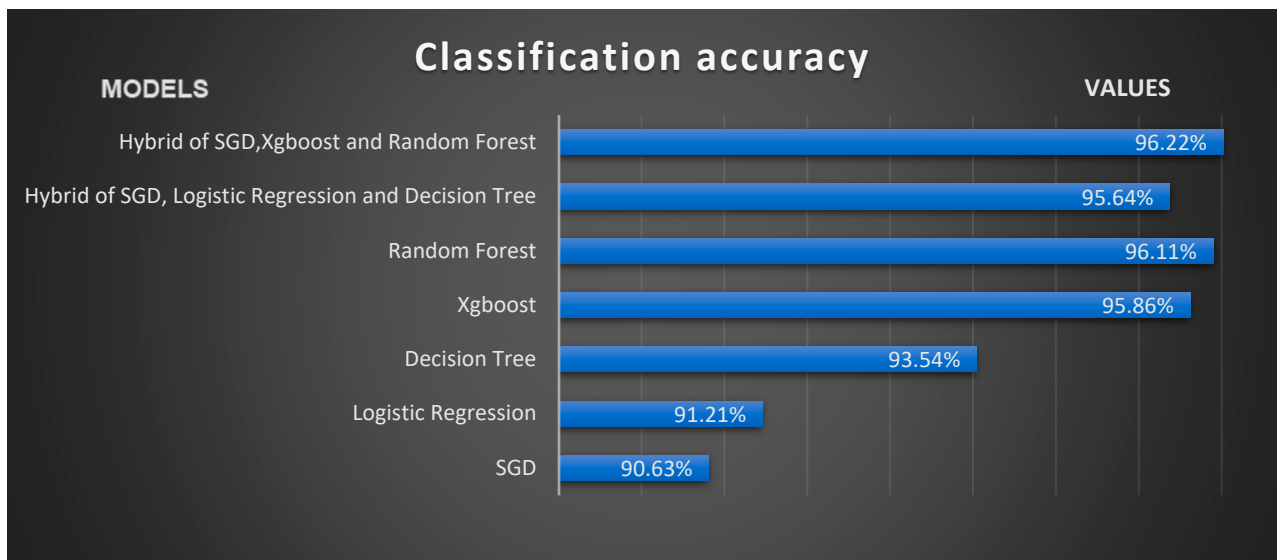 Classification accuracy
MODELS
VALUES
Hybrid of SGD,Xgboost and Random Forest
96.22%
Hybrid of SGD, Logistic Regression and Decision Tree
95.64%
Random Forest
96.11%
Xgboost
95.86%
Decision Tree
93.54%
Logistic Regression
91.21%
SGD
90.63%